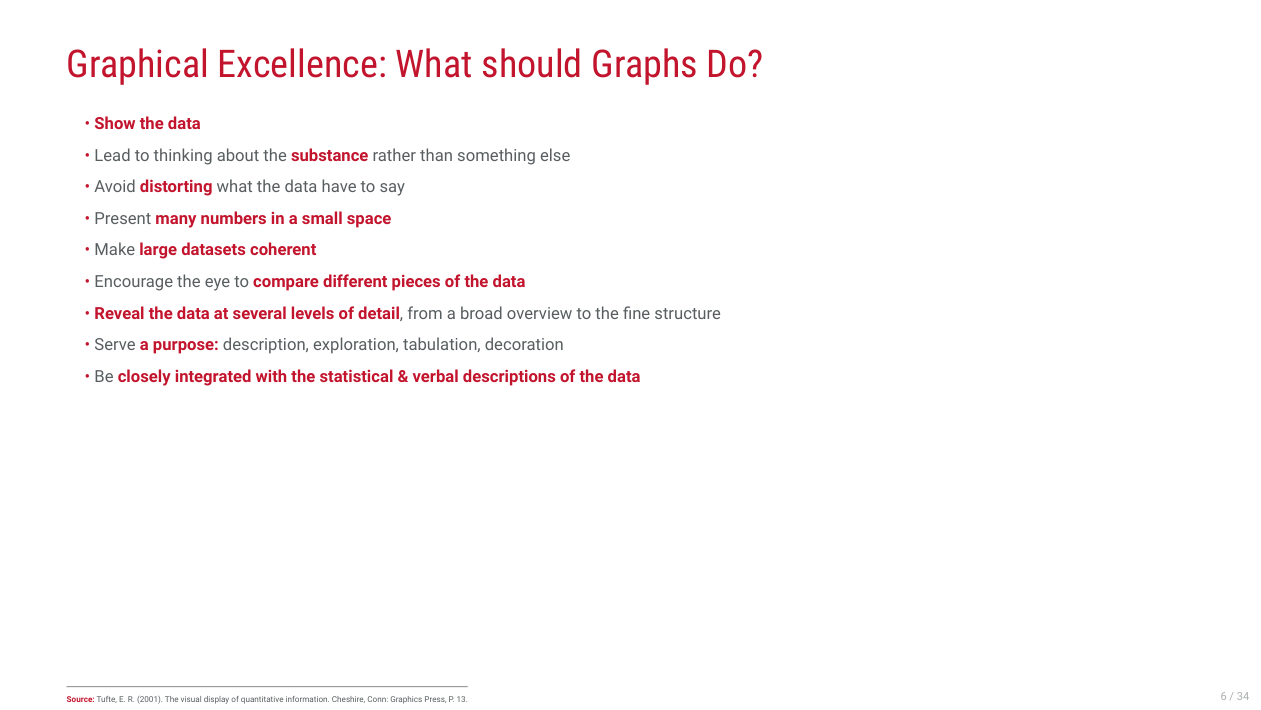 Graphical Excellence: What should Graphs Do?
• Show the data
• Lead to thinking about the substance rather than something else
• Avoid distorting what the data have to say
• Present many numbers in a small space
• Make large datasets coherent
• Encourage the eye to compare different pieces of the data
• Reveal the data at several levels of detail, from a broad overview to the fine structure
• Serve a purpose: description, exploration, tabulation, decoration
• Be closely integrated with the statistical & verbal descriptions of the data
Source: Tufte, E. R. (2001). The visual display of quantitative information. Cheshire, Conn: Graphics Press, P. 13.
6 / 34